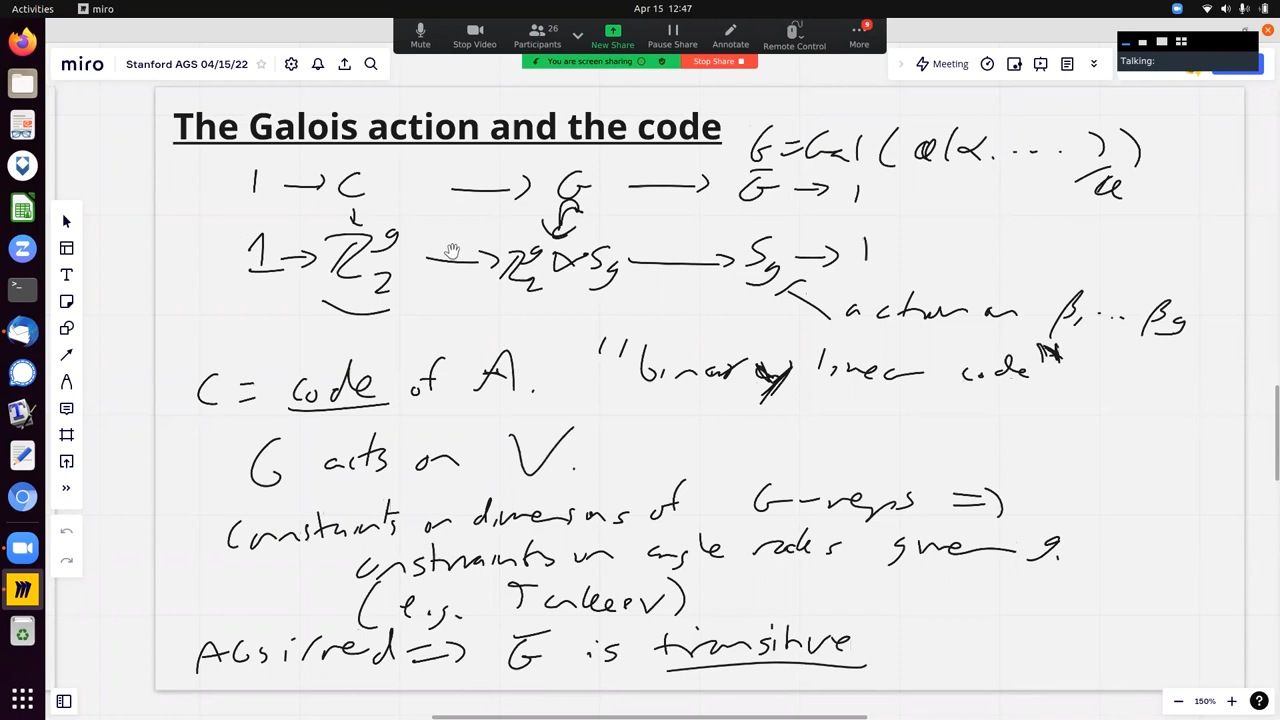 Activities
miro
Apr 15 12:47
Mute
Stop Video
Participants
26
New Share
Pause Share
Annotate
Remote Control
More
9
You are screen sharing
Stop Share
Talking:
miro
Stanford AGS 04/15/22
Meeting
The Galois action and the code
G = Gal( Q(α.....) ) / Q
1 → C → G → G̅ → 1
1 → ℤ₂^g → ℤ₂^g ⋊ S_g → S_g → 1
action on β₁ ... β_g
C = code of A. "binary linear code"
G acts on V.
Constraints on dimensions of G-reps =>
constraints on angle ranks given g.
(e.g. Tankeev)
A Gsirred => G̅ is transitive
150%